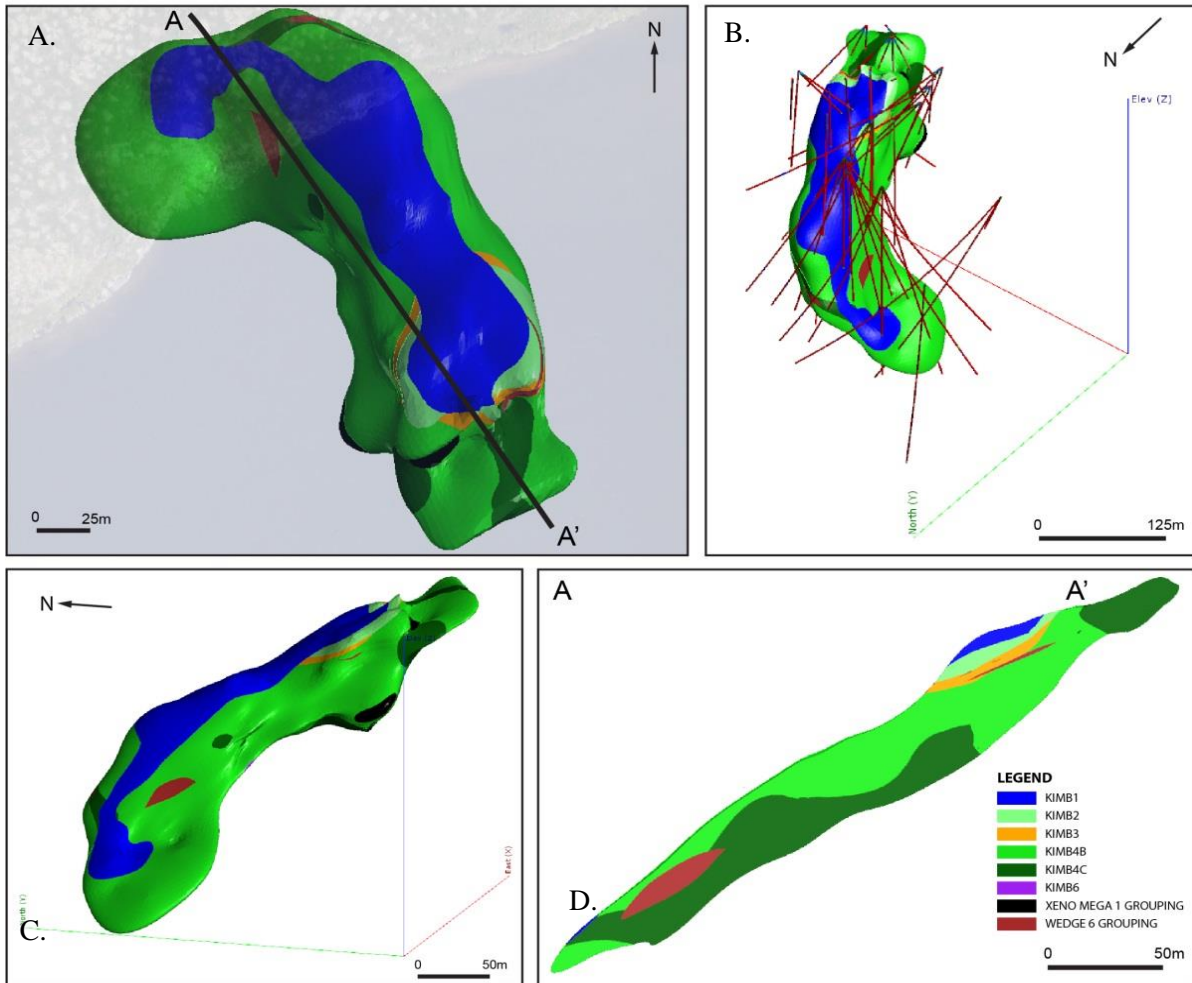 A.
A
N
A'
0 25m
B.
N
Elev (Z)
North (Y)
0 125m
N
East (X)
C.
0 50m
A
A'
D.
LEGEND
KIMB1
KIMB2
KIMB3
KIMB4B
KIMB4C
KIMB6
XENO MEGA 1 GROUPING
WEDGE 6 GROUPING
0 50m